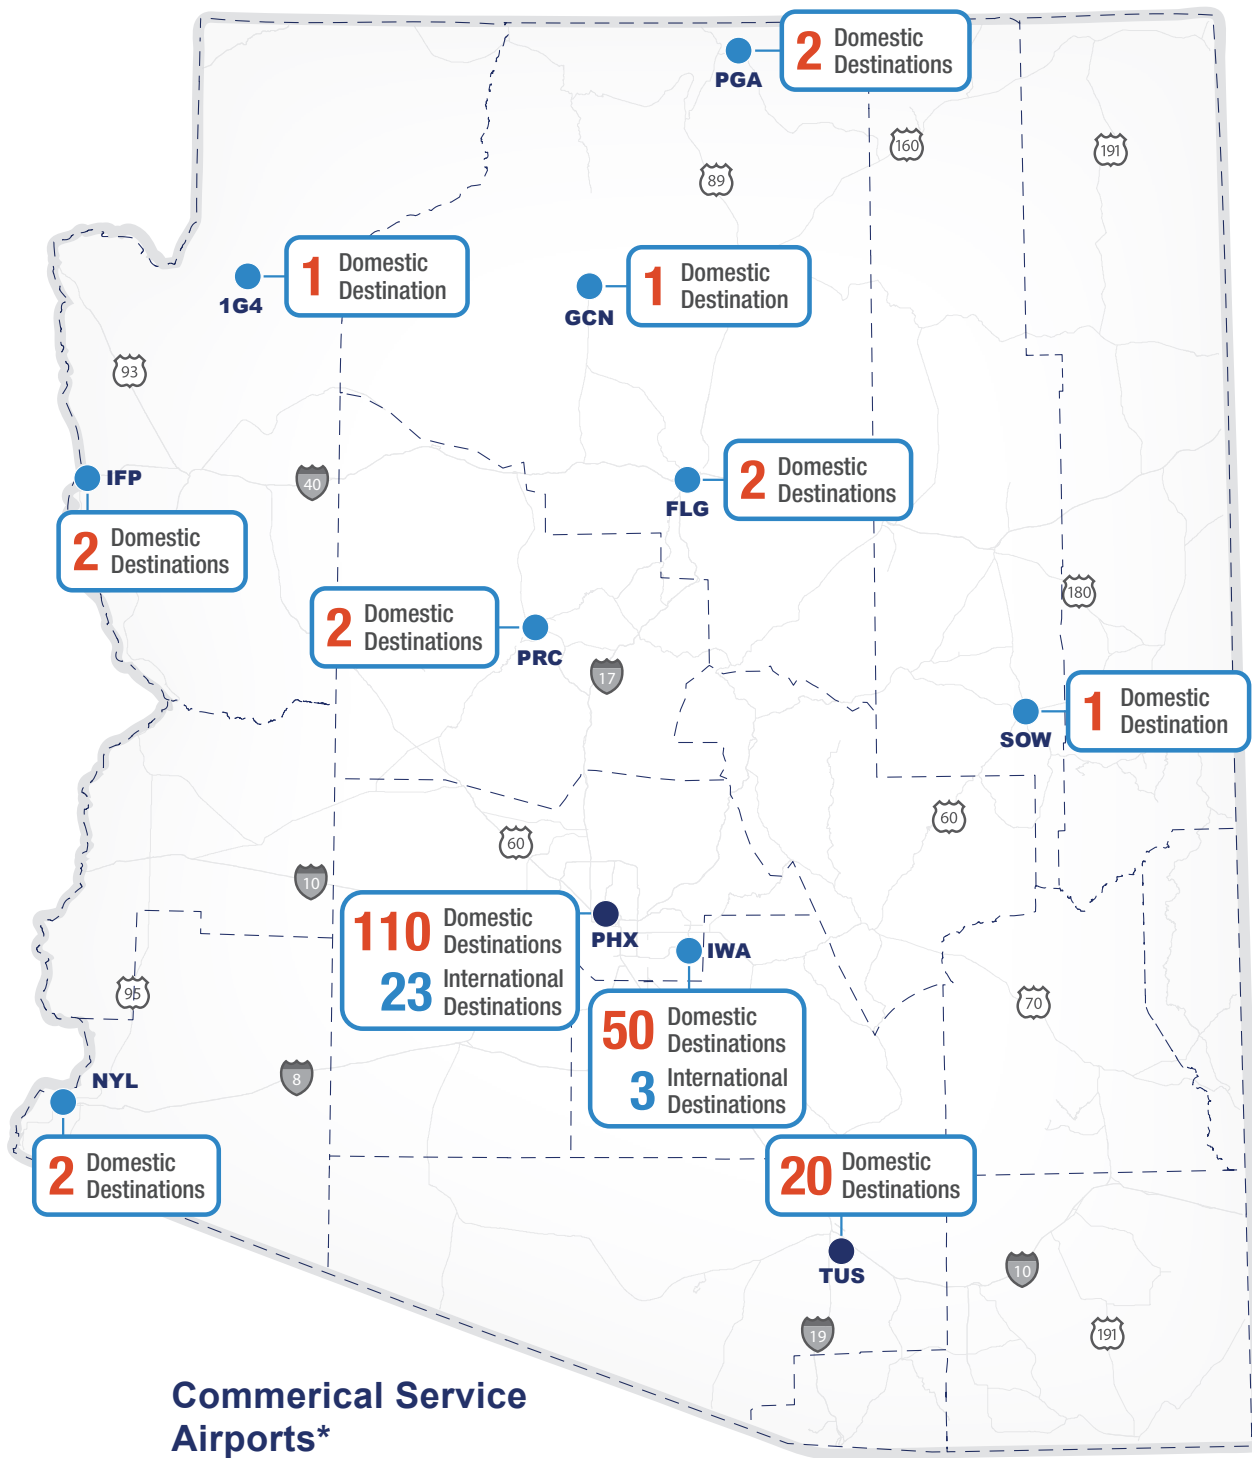 2 Domestic
Destinations
PGA
160
191
89
1 Domestic
Destination
1G4
1 Domestic
Destination
GCN
93
IFP
40
2 Domestic
Destinations
FLG
2 Domestic
Destinations
180
2 Domestic
Destinations
PRC
17
1 Domestic
Destination
SOW
60
60
10
110 Domestic
Destinations
23 International
Destinations
PHX
IWA
95
50 Domestic
Destinations
3 International
Destinations
70
NYL
8
2 Domestic
Destinations
20 Domestic
Destinations
TUS
10
19
191
Commerical Service
Airports*